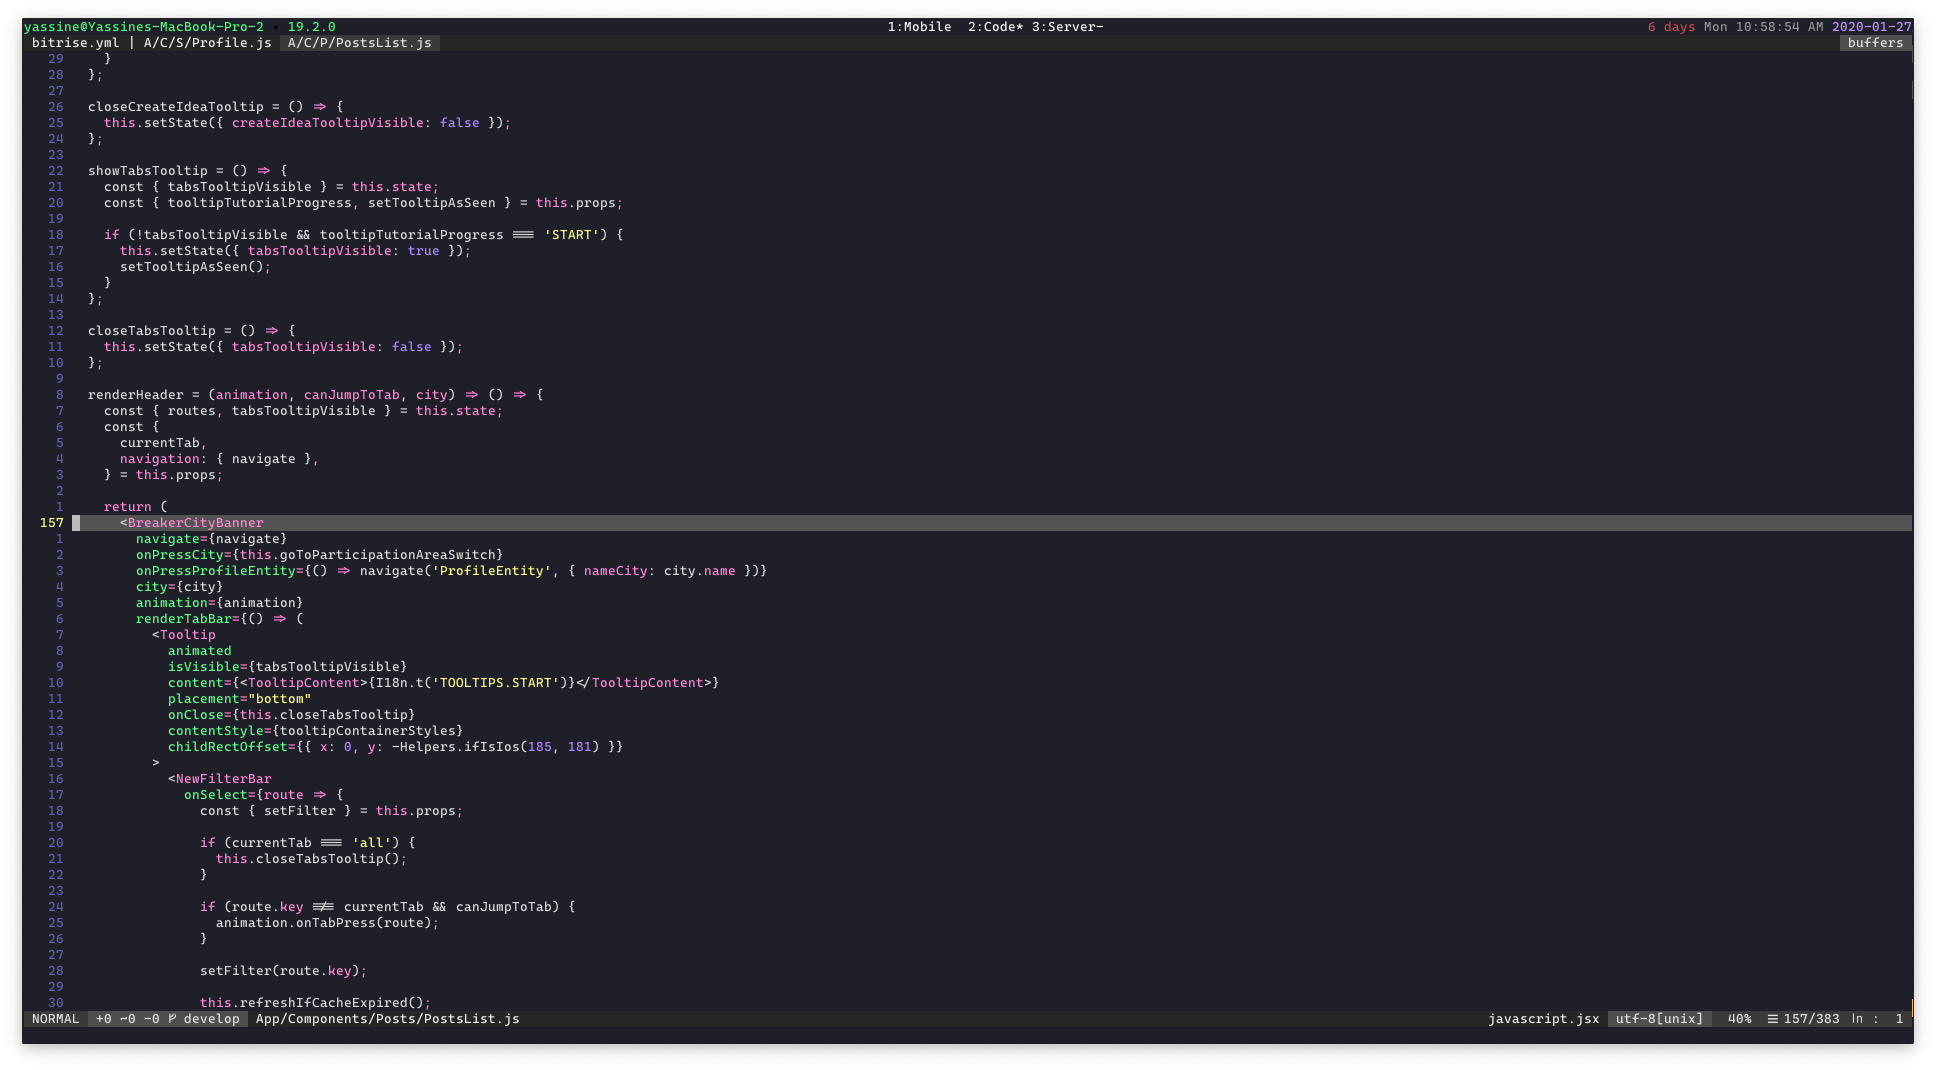 yassine@Yassines-MacBook-Pro-2 • 19.2.0 1:Mobile 2:Code* 3:Server- 6 days Mon 10:58:54 AM 2020-01-27
bitrise.yml | A/C/S/Profile.js A/C/P/PostsList.js buffers
29 }
28 };
27
26 closeCreateIdeaTooltip = () => {
25 this.setState({ createIdeaTooltipVisible: false });
24 };
23
22 showTabsTooltip = () => {
21 const { tabsTooltipVisible } = this.state;
20 const { tooltipTutorialProgress, setTooltipAsSeen } = this.props;
19
18 if (!tabsTooltipVisible && tooltipTutorialProgress === 'START') {
17 this.setState({ tabsTooltipVisible: true });
16 setTooltipAsSeen();
15 }
14 };
13
12 closeTabsTooltip = () => {
11 this.setState({ tabsTooltipVisible: false });
10 };
9
8 renderHeader = (animation, canJumpToTab, city) => () => {
7 const { routes, tabsTooltipVisible } = this.state;
6 const {
5 currentTab,
4 navigation: { navigate },
3 } = this.props;
2
1 return (
157 <BreakerCityBanner
1 navigate={navigate}
2 onPressCity={this.goToParticipationAreaSwitch}
3 onPressProfileEntity={() => navigate('ProfileEntity', { nameCity: city.name })}
4 city={city}
5 animation={animation}
6 renderTabBar={() => (
7 <Tooltip
8 animated
9 isVisible={tabsTooltipVisible}
10 content={<TooltipContent>{I18n.t('TOOLTIPS.START')}</TooltipContent>}
11 placement="bottom"
12 onClose={this.closeTabsTooltip}
13 contentStyle={tooltipContainerStyles}
14 childRectOffset={{ x: 0, y: -Helpers.ifIsIos(185, 181) }}
15 >
16 <NewFilterBar
17 onSelect={route => {
18 const { setFilter } = this.props;
19
20 if (currentTab === 'all') {
21 this.closeTabsTooltip();
22 }
23
24 if (route.key !== currentTab && canJumpToTab) {
25 animation.onTabPress(route);
26 }
27
28 setFilter(route.key);
29
30 this.refreshIfCacheExpired();
NORMAL +0 ~0 -0 develop App/Components/Posts/PostsList.js javascript.jsx utf-8[unix] 40% ☰ 157/383 ln : 1